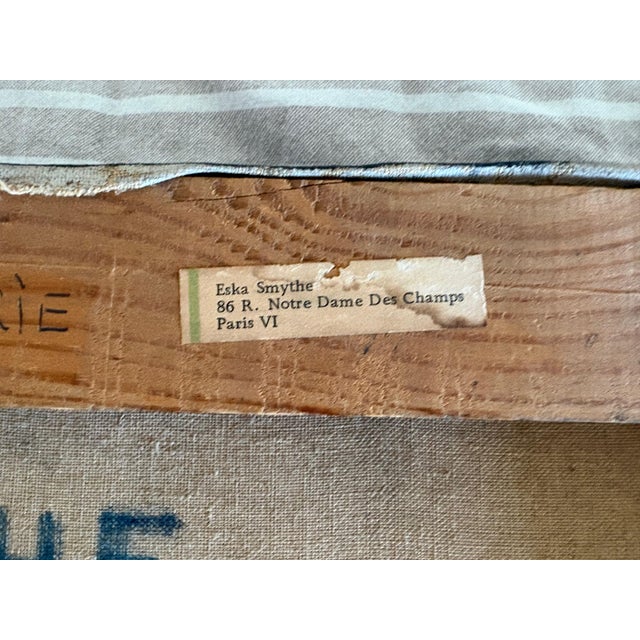 Eska Smythe
86 R. Notre Dame Des Champs
Paris VI